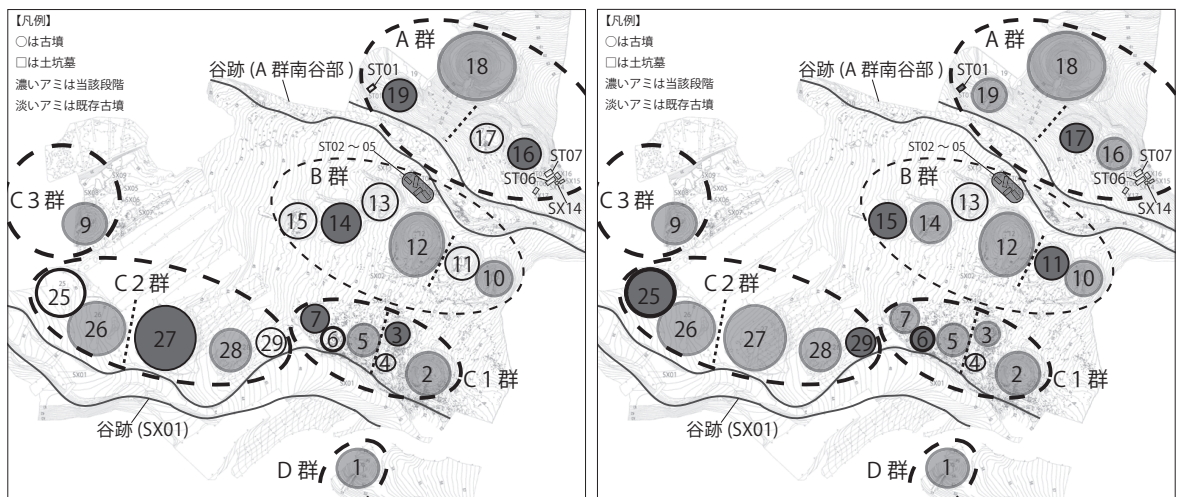 【凡例】
○は古墳
□は土坑墓
濃いアミは当該段階
淡いアミは既存古墳
谷跡(A群南谷部)
A群
ST01
18
19
17
16
ST07
ST06
SX14
ST02～05
B群
13
15
14
12
11
10
C3群
9
C2群
25
26
27
28
29
7
6
5
3
4
2
C1群
谷跡(SX01)
D群
1
【凡例】
○は古墳
□は土坑墓
濃いアミは当該段階
淡いアミは既存古墳
谷跡(A群南谷部)
A群
ST01
18
19
17
16
ST07
ST06
SX14
ST02～05
B群
13
15
14
12
11
10
C3群
9
C2群
25
26
27
28
29
7
6
5
3
4
2
C1群
谷跡(SX01)
D群
1